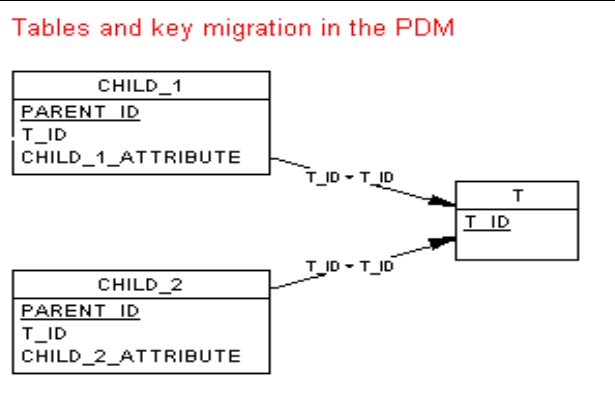 Tables and key migration in the PDM
CHILD_1
PARENT_ID
T_ID
CHILD_1_ATTRIBUTE
T_ID = T_ID
T
T_ID
T_ID = T_ID
CHILD_2
PARENT_ID
T_ID
CHILD_2_ATTRIBUTE